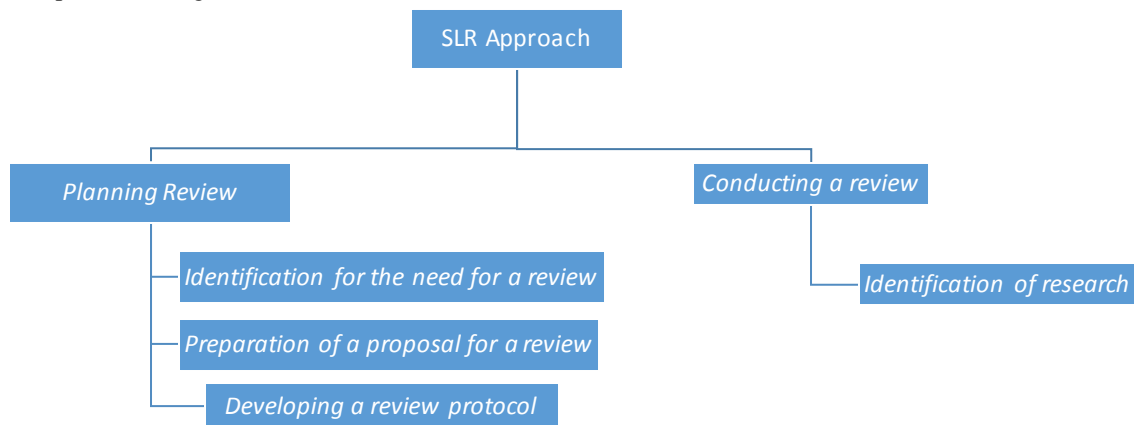 SLR Approach
Planning Review
Conducting a review
Identification for the need for a review
Identification of research
Preparation of a proposal for a review
Developing a review protocol